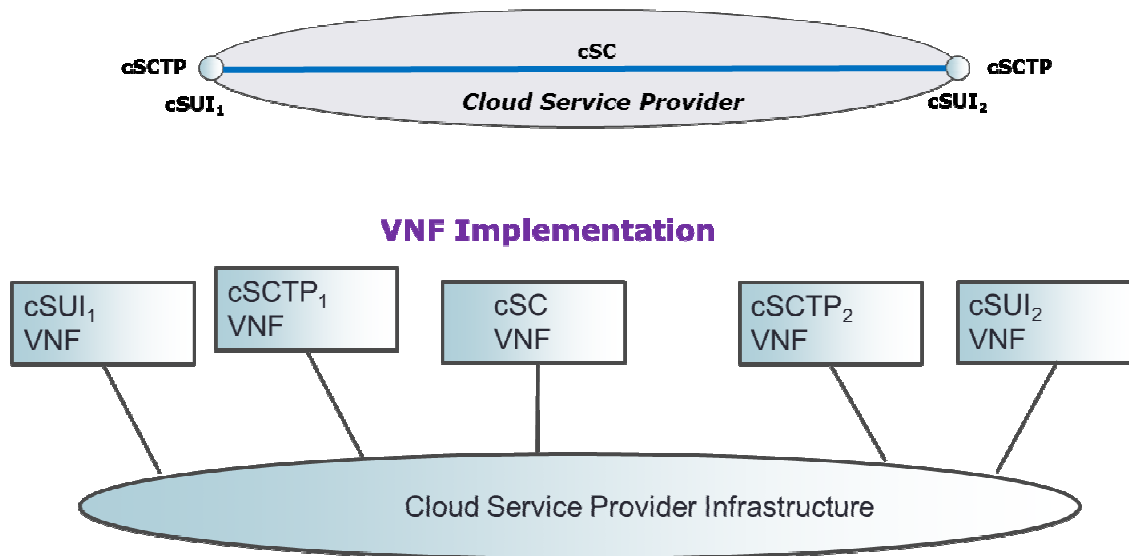 cSC
cSCTP
cSCTP
cSUI₁
Cloud Service Provider
cSUI₂
VNF Implementation
cSUI₁
VNF
cSCTP₁
VNF
cSC
VNF
cSCTP₂
VNF
cSUI₂
VNF
Cloud Service Provider Infrastructure